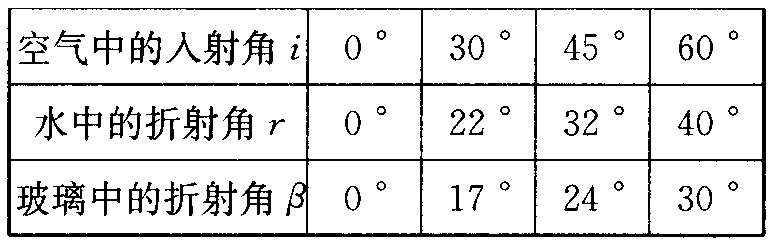 空气中的入射角 i 0° 30° 45° 60°
水中的折射角 r 0° 22° 32° 40°
玻璃中的折射角 β 0° 17° 24° 30°